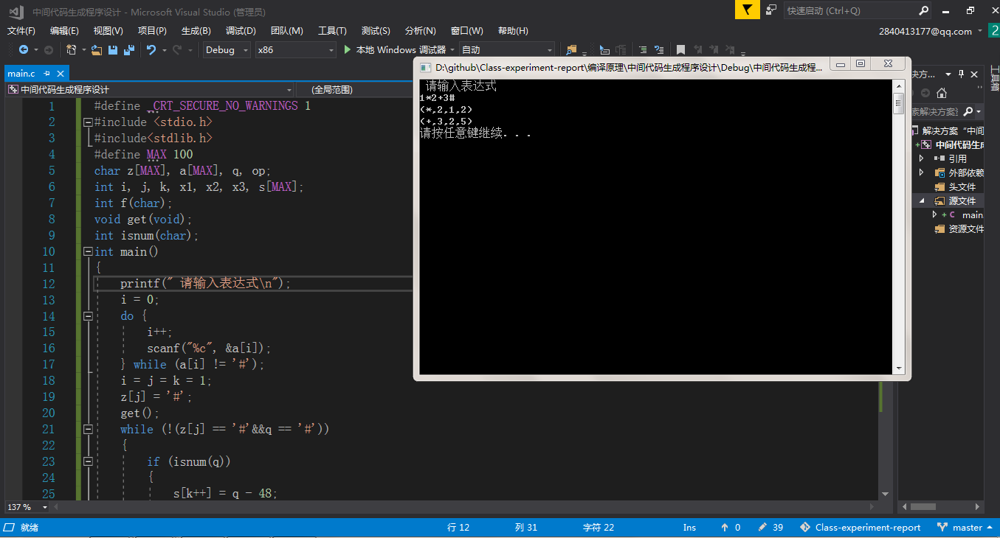 中间代码生成程序设计 - Microsoft Visual Studio (管理员)
快速启动 (Ctrl+Q)
文件(F) 编辑(E) 视图(V) 项目(P) 生成(B) 调试(D) 团队(M) 工具(T) 测试(S) 分析(N) 窗口(W) 帮助(H)
2840413177@qq.com
2
Debug x86 本地 Windows 调试器 自动
main.c
中间代码生成程序设计 (全局范围)
1 #define _CRT_SECURE_NO_WARNINGS 1
2 #include <stdio.h>
3 #include<stdlib.h>
4 #define MAX 100
5 char z[MAX], a[MAX], q, op;
6 int i, j, k, x1, x2, x3, s[MAX];
7 int f(char);
8 void get(void);
9 int isnum(char);
10 int main()
11 {
12 printf(" 请输入表达式\n");
13 i = 0;
14 do {
15 i++;
16 scanf("%c", &a[i]);
17 } while (a[i] != '#');
18 i = j = k = 1;
19 z[j] = '#';
20 get();
21 while (!(z[j] == '#'&&q == '#'))
22 {
23 if (isnum(q))
24 {
25 s[k++] = q - 48;
137 %
D:\github\Class-experiment-report\编译原理\中间代码生成程序设计\Debug\中间代码生成程...
请输入表达式
1*2+3#
(*,2,1,2)
(+,3,2,5)
请按任意键继续. . .
决方...
索解决方案
解决方案 "中间
中间代码生成
引用
外部依赖
头文件
源文件
main.
资源文件
工具箱
就绪
行 12 列 31 字符 22 Ins 0 39 Class-experiment-report master